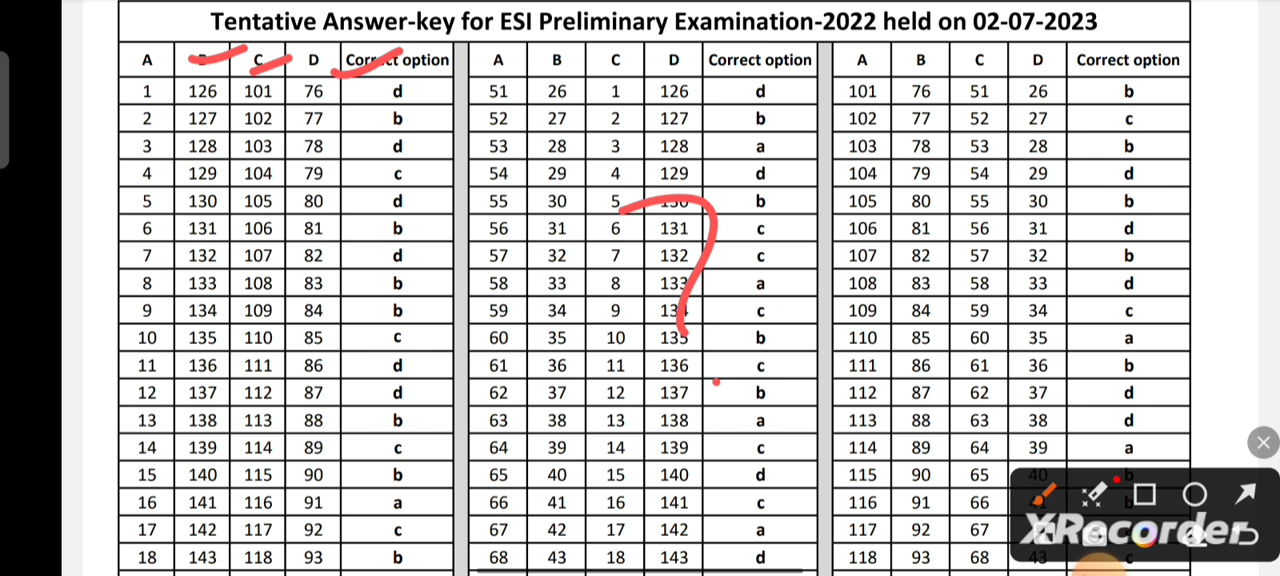 Tentative Answer-key for ESI Preliminary Examination-2022 held on 02-07-2023
A C D Correct option A B C D Correct option A B C D Correct option
1 126 101 76 d 51 26 1 126 d 101 76 51 26 b
2 127 102 77 b 52 27 2 127 b 102 77 52 27 c
3 128 103 78 d 53 28 3 128 a 103 78 53 28 b
4 129 104 79 c 54 29 4 129 d 104 79 54 29 d
5 130 105 80 d 55 30 5 130 b 105 80 55 30 b
6 131 106 81 b 56 31 6 131 c 106 81 56 31 d
7 132 107 82 d 57 32 7 132 c 107 82 57 32 b
8 133 108 83 b 58 33 8 133 a 108 83 58 33 d
9 134 109 84 b 59 34 9 134 c 109 84 59 34 c
10 135 110 85 c 60 35 10 135 b 110 85 60 35 a
11 136 111 86 d 61 36 11 136 c 111 86 61 36 b
12 137 112 87 d 62 37 12 137 b 112 87 62 37 d
13 138 113 88 b 63 38 13 138 a 113 88 63 38 d
14 139 114 89 c 64 39 14 139 c 114 89 64 39 a
15 140 115 90 b 65 40 15 140 d 115 90 65 40 b
16 141 116 91 a 66 41 16 141 c 116 91 66
17 142 117 92 c 67 42 17 142 a 117 92 67
18 143 118 93 b 68 43 18 143 d 118 93 68 43 c
XRecorder